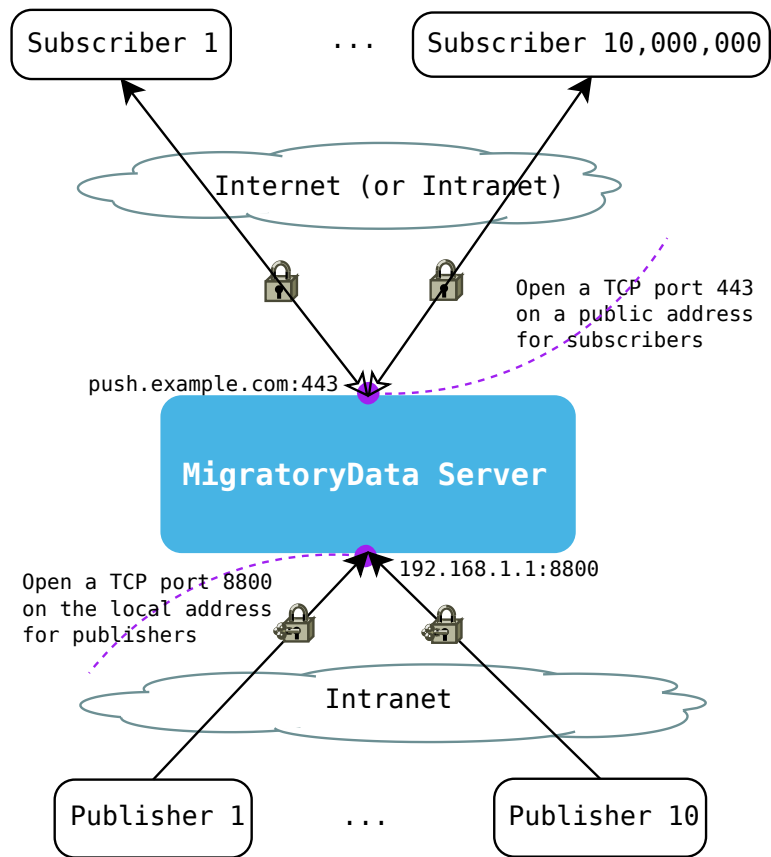 Subscriber 1
...
Subscriber 10,000,000
Internet (or Intranet)
Open a TCP port 443
on a public address
for subscribers
push.example.com:443
MigratoryData Server
192.168.1.1:8800
Open a TCP port 8800
on the local address
for publishers
Intranet
Publisher 1
...
Publisher 10